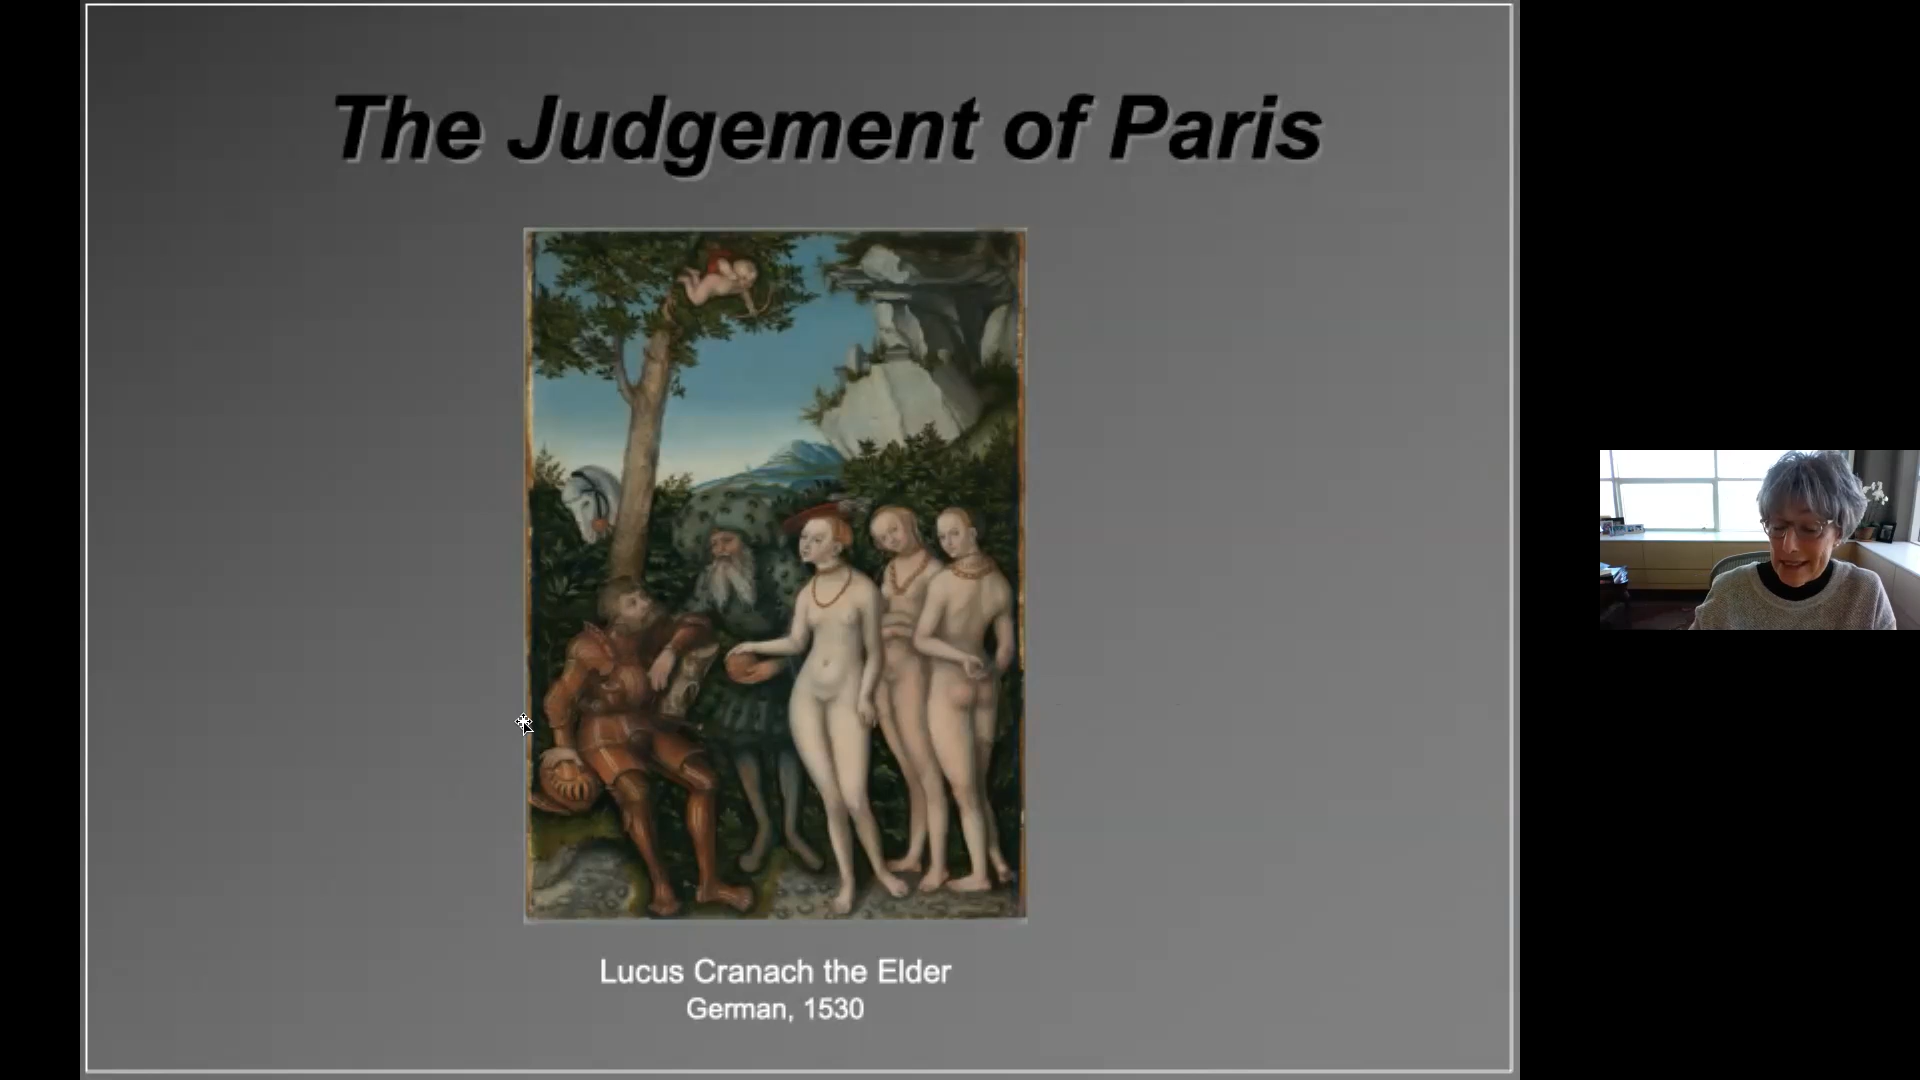 The Judgement of Paris
Lucus Cranach the Elder
German, 1530